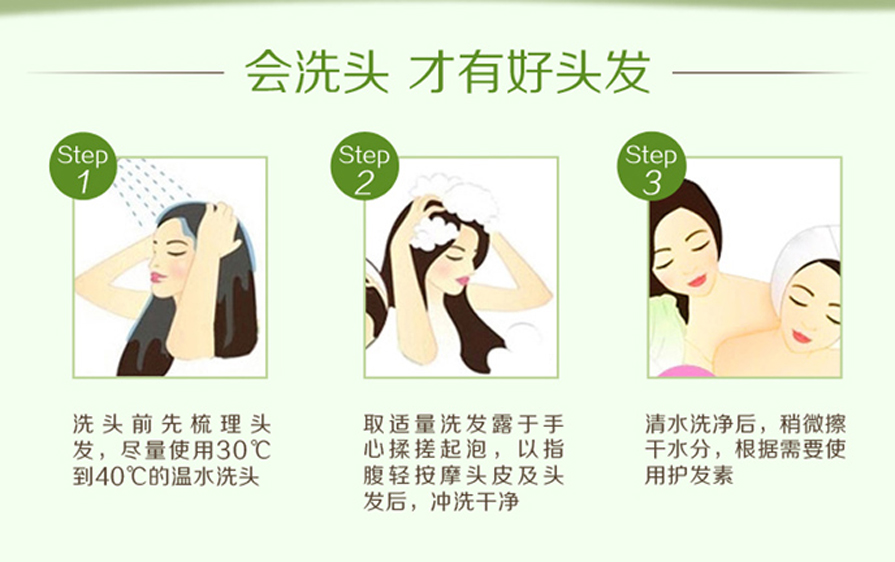 会洗头 才有好头发
Step
1
Step
2
Step
3
洗头前先梳理头
发，尽量使用30℃
到40℃的温水洗头
取适量洗发露于手
心揉搓起泡，以指
腹轻按摩头皮及头
发后，冲洗干净
清水洗净后，稍微擦
干水分，根据需要使
用护发素